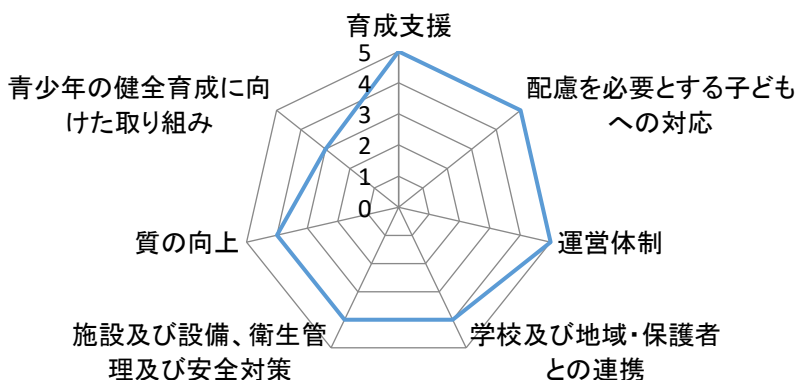 育成支援
5
4
3
2
1
0
配慮を必要とする子ども
への対応
運営体制
学校及び地域・保護者
との連携
施設及び設備、衛生管
理及び安全対策
質の向上
青少年の健全育成に向
けた取り組み